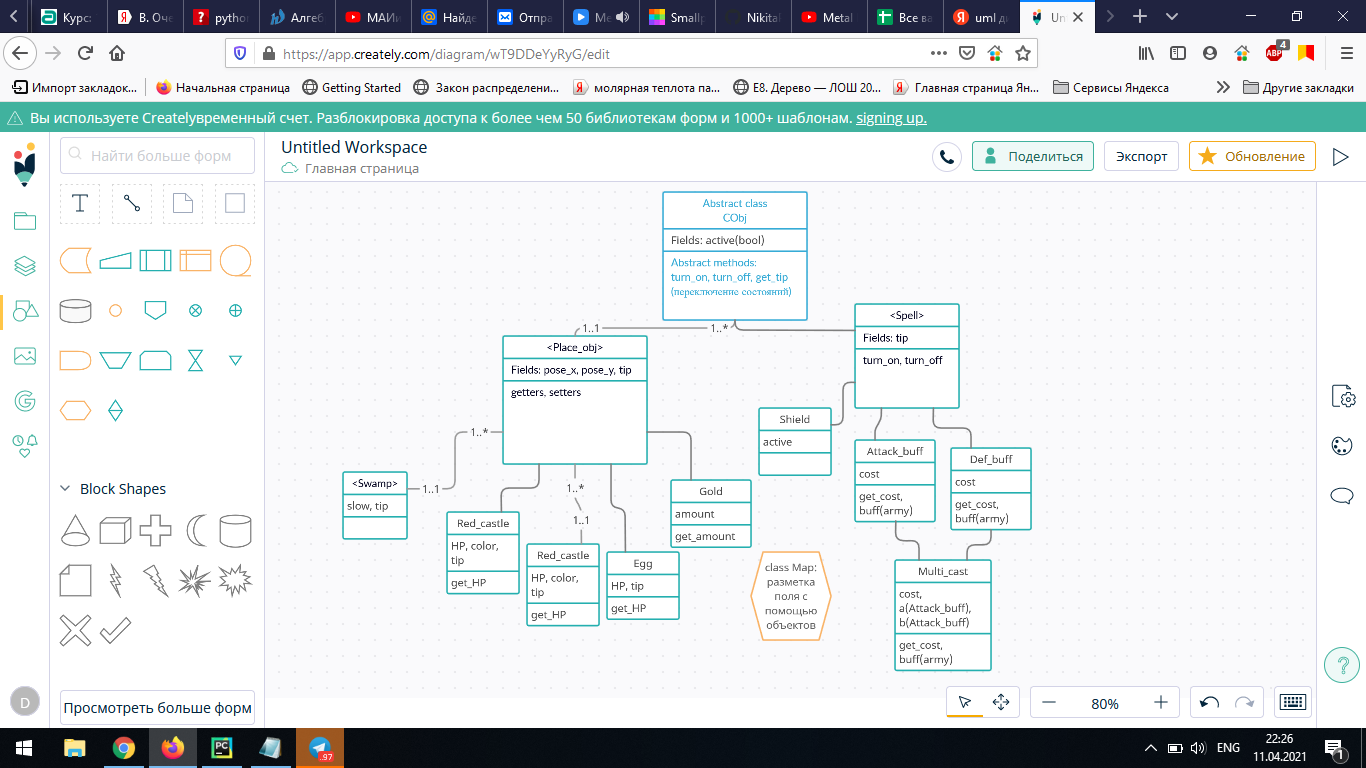 Курс:
В. Оче
python
Алгеб
МАИ
Найде
Отпра
Ме
Smallp
Nikital
Metal
Все ва
uml ди
Un
https://app.creately.com/diagram/wT9DDeYyRyG/edit
4
ABP
Импорт закладок...
Начальная страница
Getting Started
Закон распределени...
молярная теплота па...
Е8. Дерево — ЛОШ 20...
Главная страница Ян...
Сервисы Яндекса
Другие закладки
Вы используете Createlyвременный счет. Разблокировка доступа к более чем 50 библиотекам форм и 1000+ шаблонам. signing up.
Найти больше форм
Untitled Workspace
Главная страница
Поделиться
Экспорт
Обновление
T
Block Shapes
Просмотреть больше форм
D
Abstract class
CObj
Fields: active(bool)
Abstract methods:
turn_on, turn_off, get_tip
(переключение состояний)
1..1
1..*
<Place_obj>
Fields: pose_x, pose_y, tip
getters, setters
<Spell>
Fields: tip
turn_on, turn_off
1..*
1..1
<Swamp>
slow, tip
Red_castle
HP, color,
tip
get_HP
1..*
1..1
Red_castle
HP, color,
tip
get_HP
Egg
HP, tip
get_HP
Gold
amount
get_amount
Shield
active
Attack_buff
cost
get_cost,
buff(army)
Def_buff
cost
get_cost,
buff(army)
Multi_cast
cost,
a(Attack_buff),
b(Attack_buff)
get_cost,
buff(army)
class Map:
разметка
поля с
помощью
объектов
80%
?
PC
..97
ENG
22:26
11.04.2021
1